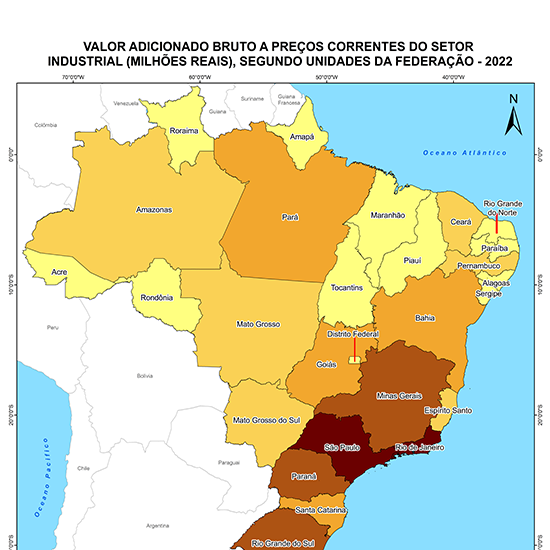 VALOR ADICIONADO BRUTO A PREÇOS CORRENTES DO SETOR
INDUSTRIAL (MILHÕES REAIS), SEGUNDO UNIDADES DA FEDERAÇÃO - 2022
70°0'0"O
60°0'0"O
50°0'0"O
40°0'0"O
Venezuela
Guiana
Suriname
Guiana
Francesa
Colômbia
N
Roraima
Amapá
Oceano Atlântico
0°0'
Amazonas
Pará
Maranhão
Ceará
Rio Grande
do Norte
Paraíba
Piauí
Pernambuco
Acre
Tocantins
Alagoas
Sergipe
10°0'0"S
Rondônia
Peru
Mato Grosso
Bahia
Distrito Federal
Goiás
Bolívia
Minas Gerais
Espírito Santo
20°0'0"S
Mato Grosso do Sul
São Paulo
Rio de Janeiro
Oceano Pacífico
Paraguai
Chile
Paraná
Santa Catarina
Argentina
Rio Grande do Sul